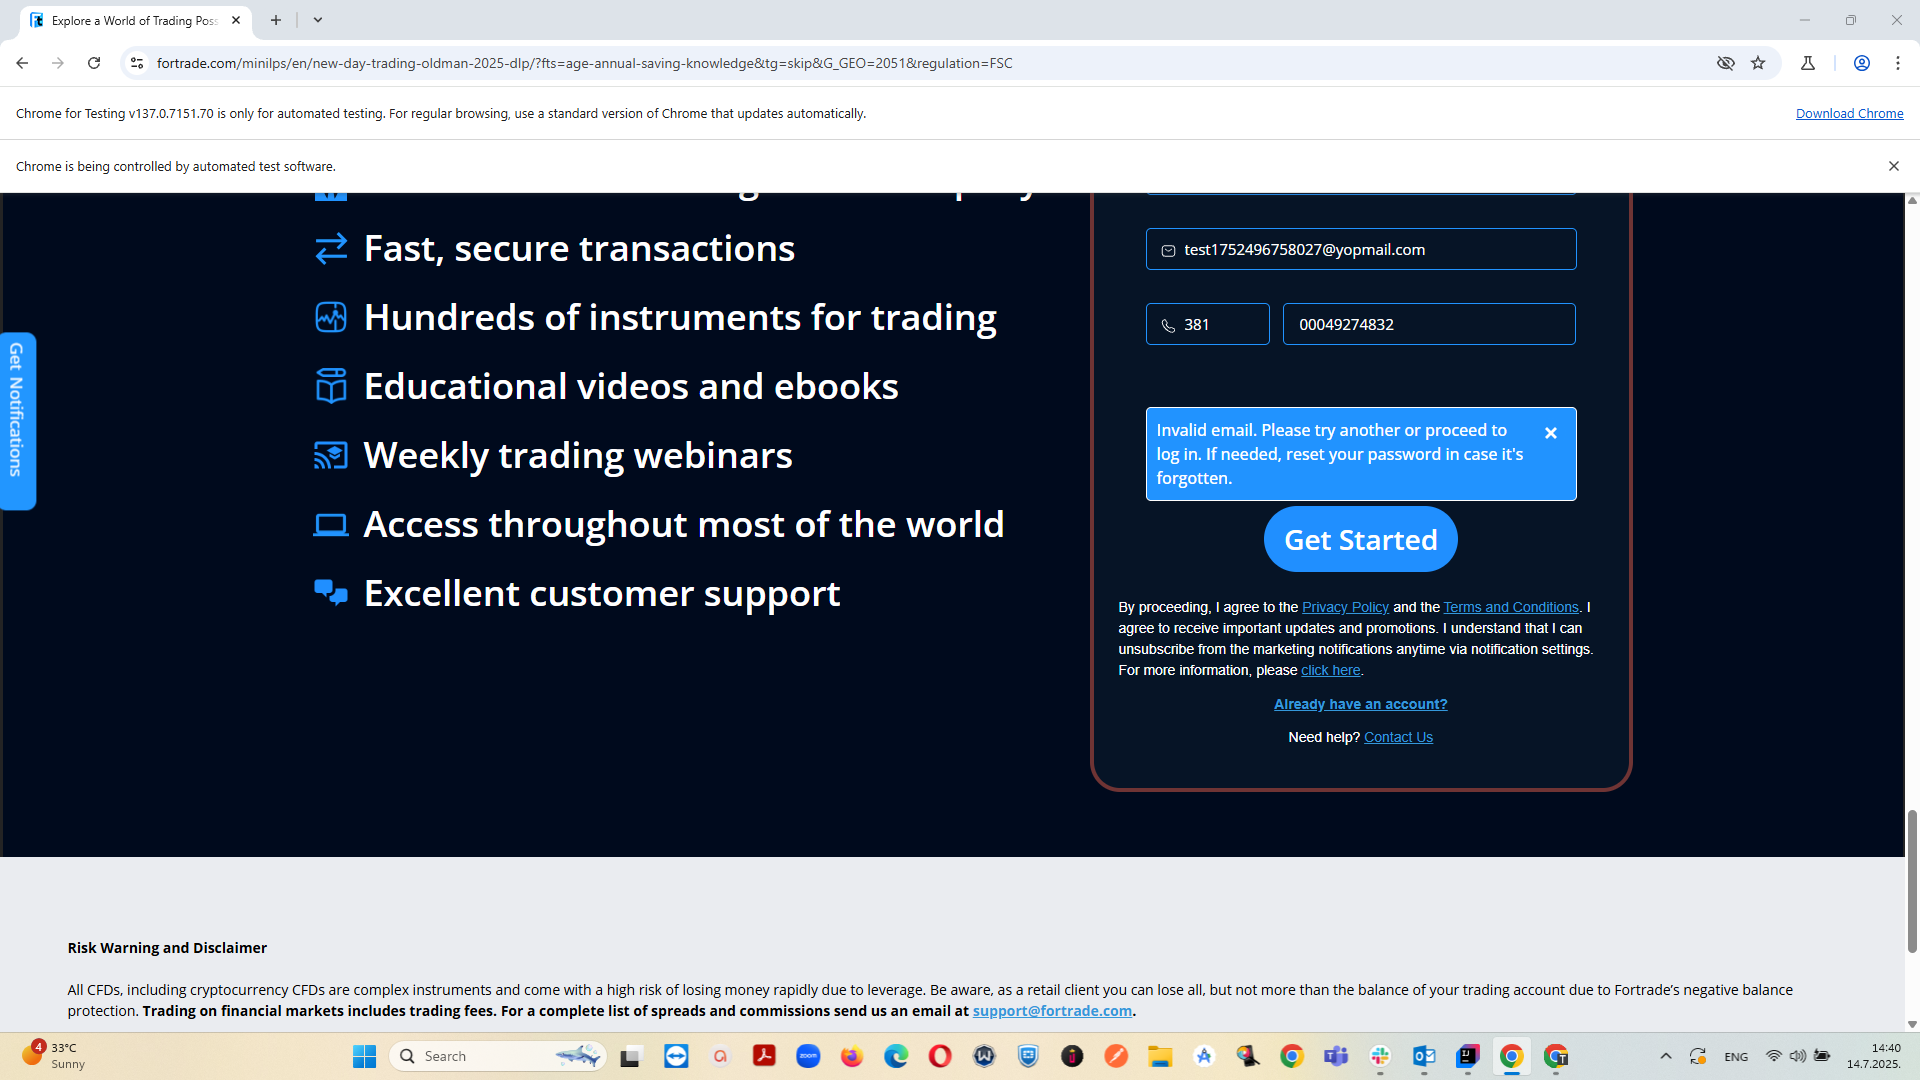 Explore a World of Trading Poss
fortrade.com/minilps/en/new-day-trading-oldman-2025-dlp/?fts=age-annual-saving-knowledge&tg=skip&G_GEO=2051&regulation=FSC
Chrome for Testing v137.0.7151.70 is only for automated testing. For regular browsing, use a standard version of Chrome that updates automatically.
Download Chrome
Chrome is being controlled by automated test software.
Fast, secure transactions
Hundreds of instruments for trading
Educational videos and ebooks
Weekly trading webinars
Access throughout most of the world
Excellent customer support
Get Notifications
test1752496758027@yopmail.com
381
00049274832
Invalid email. Please try another or proceed to
log in. If needed, reset your password in case it's
forgotten.
Get Started
By proceeding, I agree to the Privacy Policy and the Terms and Conditions. I
agree to receive important updates and promotions. I understand that I can
unsubscribe from the marketing notifications anytime via notification settings.
For more information, please click here.
Already have an account?
Need help? Contact Us
Risk Warning and Disclaimer
All CFDs, including cryptocurrency CFDs are complex instruments and come with a high risk of losing money rapidly due to leverage. Be aware, as a retail client you can lose all, but not more than the balance of your trading account due to Fortrade’s negative balance
protection. Trading on financial markets includes trading fees. For a complete list of spreads and commissions send us an email at support@fortrade.com.
4
33°C
Sunny
Search
zoom
ENG
14:40
14.7.2025.